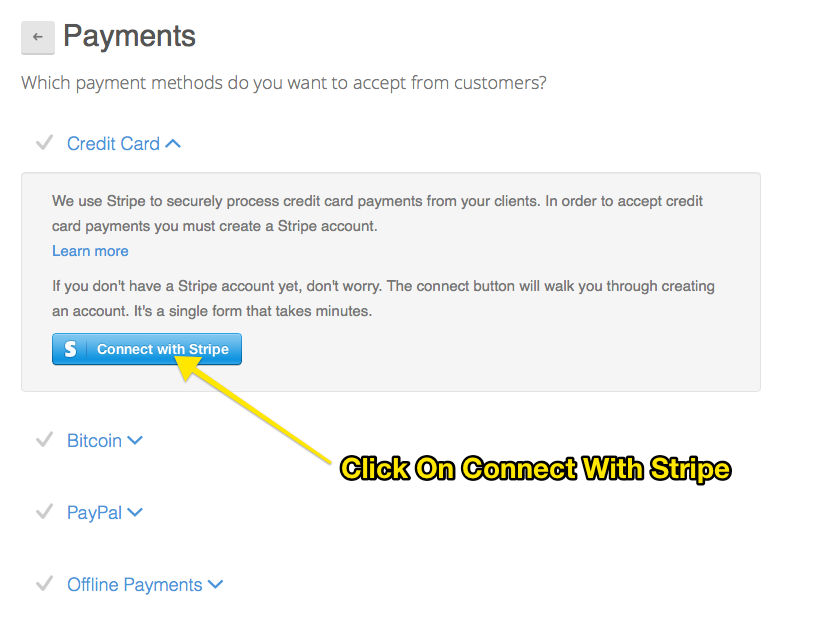 Payments
Which payment methods do you want to accept from customers?
Credit Card
We use Stripe to securely process credit card payments from your clients. In order to accept credit
card payments you must create a Stripe account.
Learn more
If you don't have a Stripe account yet, don't worry. The connect button will walk you through creating
an account. It's a single form that takes minutes.
S Connect with Stripe
Bitcoin
Click On Connect With Stripe
PayPal
Offline Payments